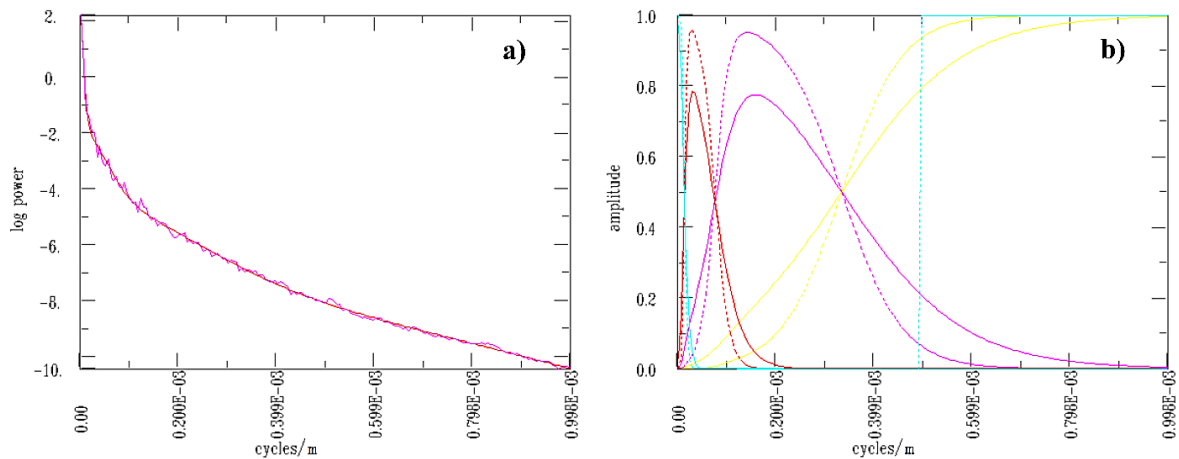 a)
2.
0.
-2.
-4.
-6.
-8.
-10.
log power
0.00
0.200E-03
0.399E-03
0.599E-03
0.798E-03
0.998E-03
cycles/m
b)
1.0
0.8
0.6
0.4
0.2
0.0
amplitude
0.00
0.200E-03
0.399E-03
0.599E-03
0.798E-03
0.998E-03
cycles/m